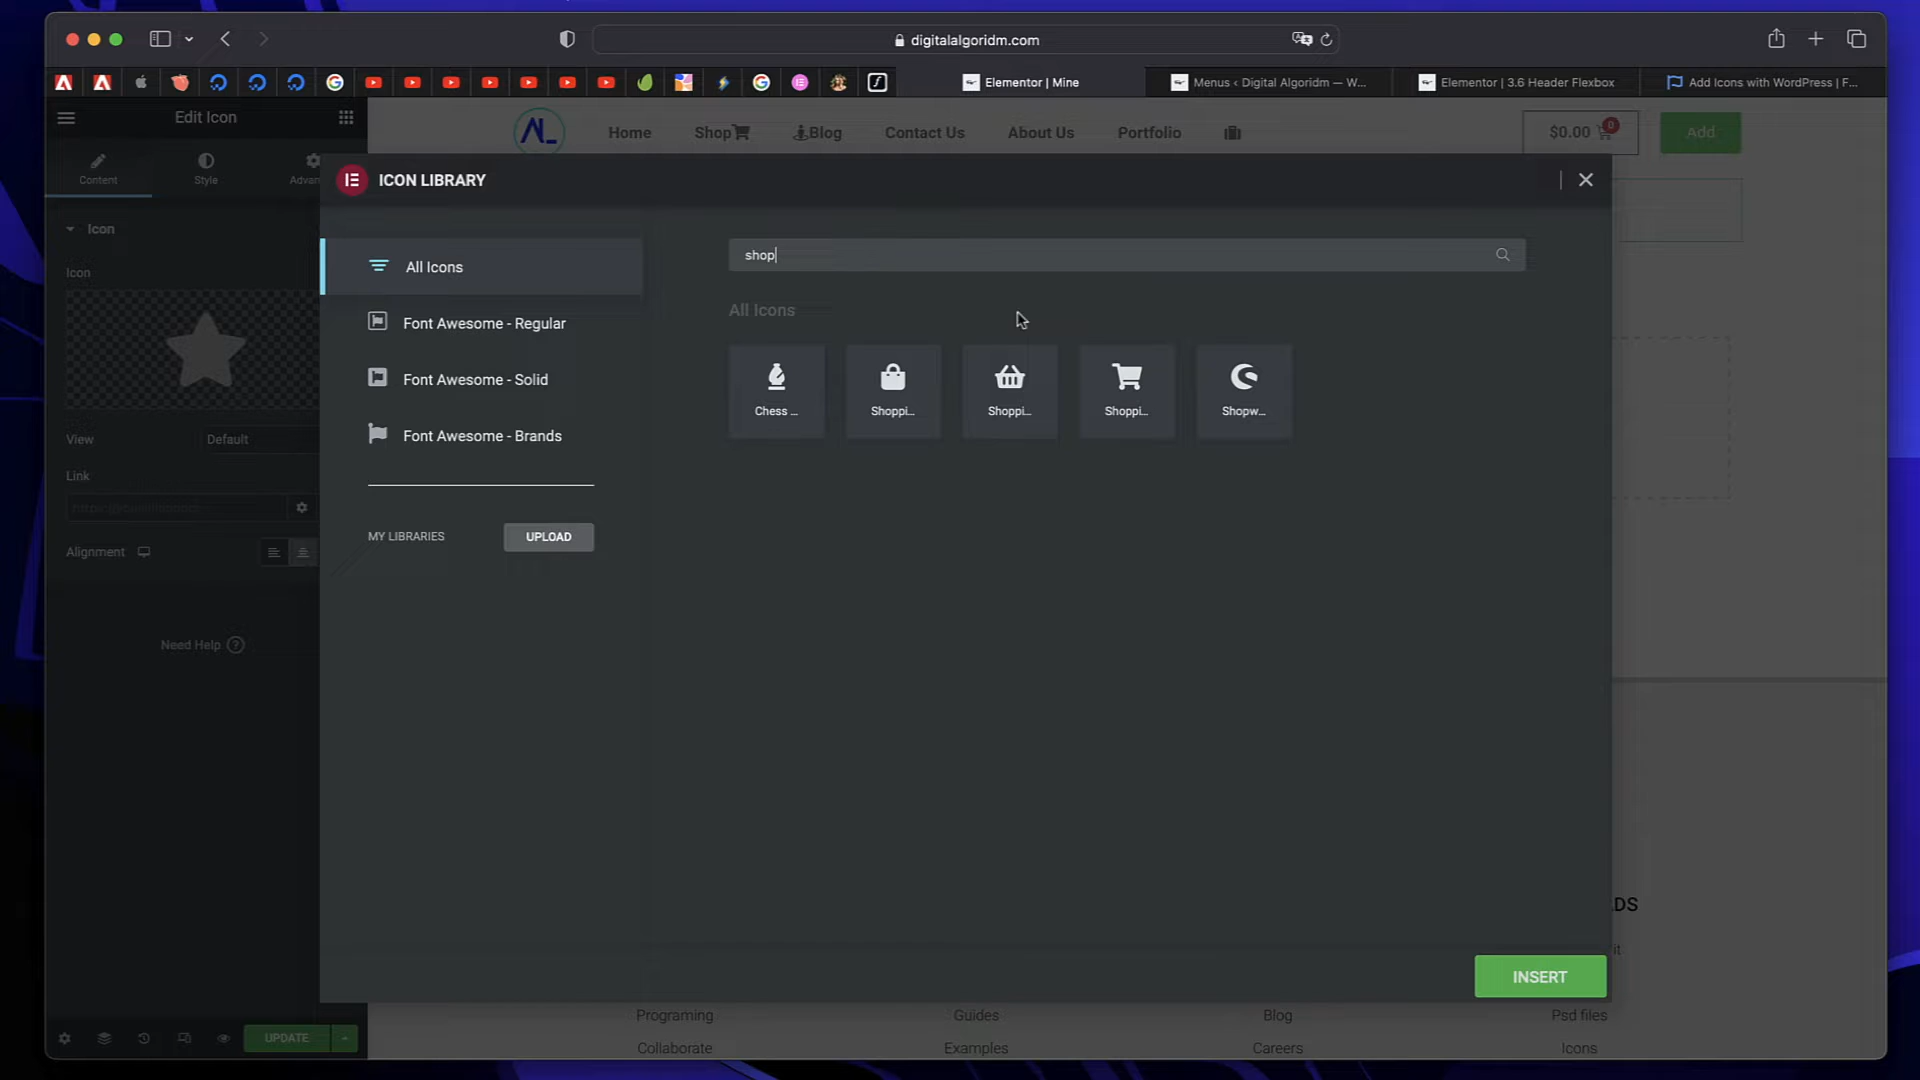 digitalalgoridm.com
Elementor | Mine
Menus ‹ Digital Algoridm — W...
Elementor | 3.6 Header Flexbox
Add Icons with WordPress | F...
Edit Icon
Content
Style
Advan
Icon
Icon
View
Default
Link
Alignment
Need Help
UPDATE
AL
Home
Shop
Blog
Contact Us
About Us
Portfolio
$0.00
0
Add
ICON LIBRARY
All Icons
Font Awesome - Regular
Font Awesome - Solid
Font Awesome - Brands
MY LIBRARIES
UPLOAD
shop
All Icons
Chess ...
Shoppi...
Shoppi...
Shoppi...
Shopw...
INSERT
DS
it
Programing
Guides
Blog
Psd files
Collaborate
Examples
Careers
Icons